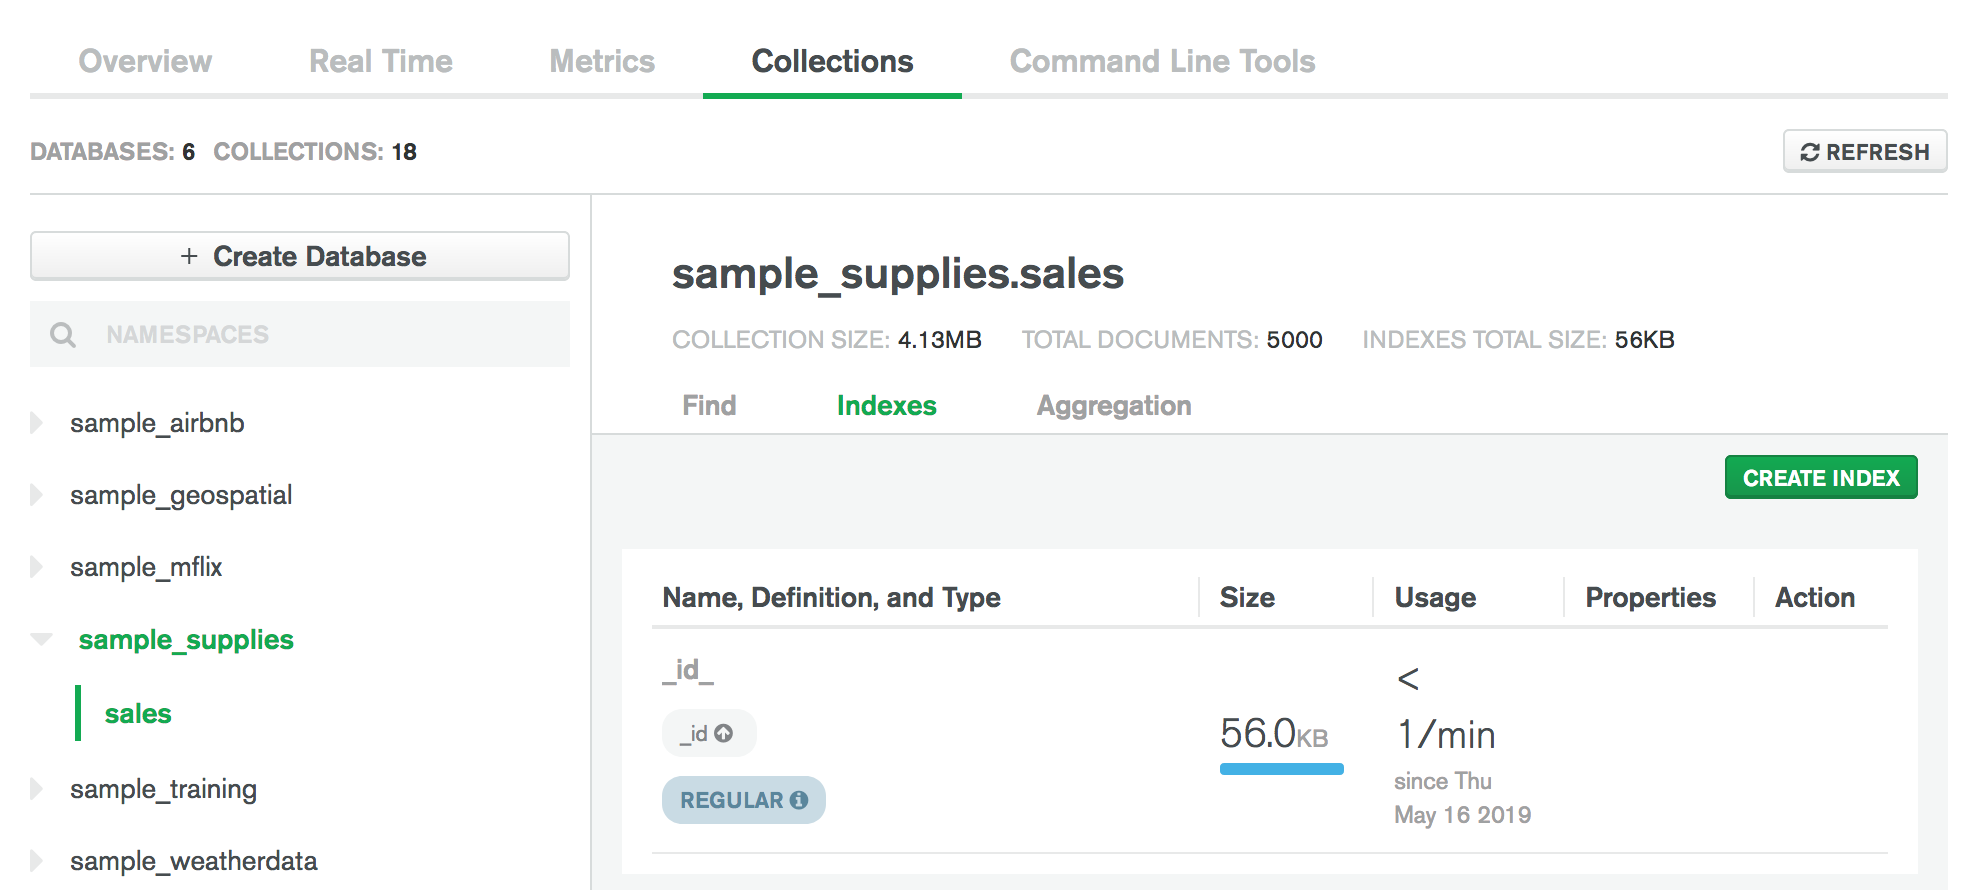 Overview Real Time Metrics Collections Command Line Tools
DATABASES: 6 COLLECTIONS: 18
REFRESH
+ Create Database
NAMESPACES
sample_airbnb
sample_geospatial
sample_mflix
sample_supplies
sales
sample_training
sample_weatherdata
sample_supplies.sales
COLLECTION SIZE: 4.13MB TOTAL DOCUMENTS: 5000 INDEXES TOTAL SIZE: 56KB
Find Indexes Aggregation
CREATE INDEX
Name, Definition, and Type Size Usage Properties Action
_id_
_id
REGULAR
56.0KB
<
1/min
since Thu
May 16 2019